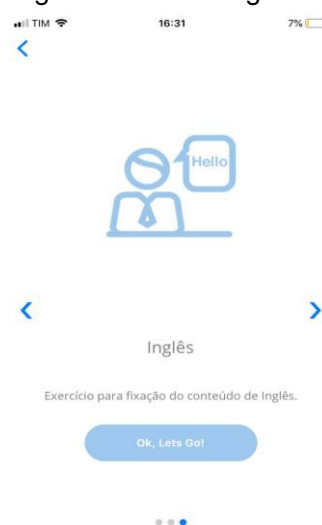 TIM 16:31 7%
Hello
Inglês
Exercício para fixação do conteúdo de Inglês.
Ok, Lets Go!